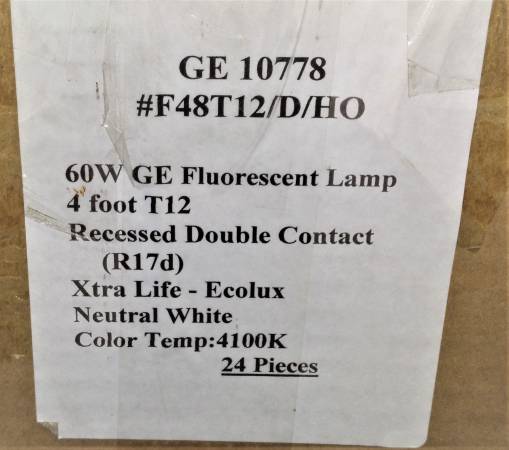 GE 10778
#F48T12/D/HO
60W GE Fluorescent Lamp
4 foot T12
Recessed Double Contact
(R17d)
Xtra Life - Ecolux
Neutral White
Color Temp:4100K
24 Pieces